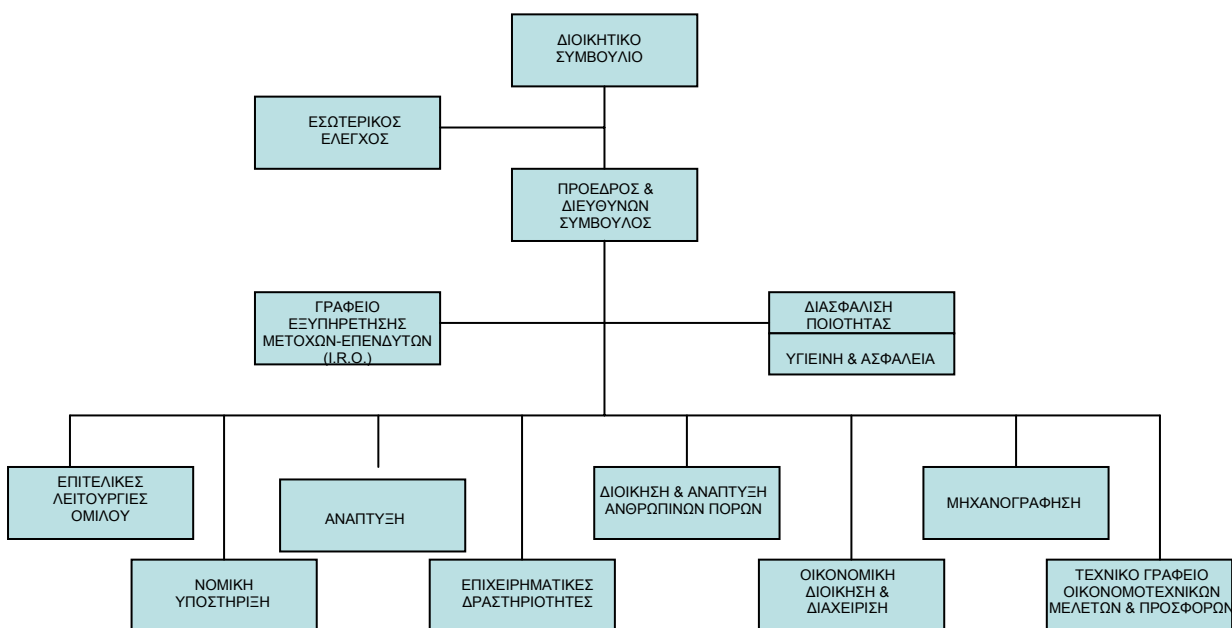 ΔΙΟΙΚΗΤΙΚΟ
ΣΥΜΒΟΥΛΙΟ
ΕΣΩΤΕΡΙΚΟΣ
ΕΛΕΓΧΟΣ
ΠΡΟΕΔΡΟΣ &
ΔΙΕΥΘΥΝΩΝ
ΣΥΜΒΟΥΛΟΣ
ΓΡΑΦΕΙΟ
ΕΞΥΠΗΡΕΤΗΣΗΣ
ΜΕΤΟΧΩΝ-ΕΠΕΝΔΥΤΩΝ
(I.R.O.)
ΔΙΑΣΦΑΛΙΣΗ
ΠΟΙΟΤΗΤΑΣ
ΥΓΙΕΙΝΗ & ΑΣΦΑΛΕΙΑ
ΕΠΙΤΕΛΙΚΕΣ
ΛΕΙΤΟΥΡΓΙΕΣ
ΟΜΙΛΟΥ
ΑΝΑΠΤΥΞΗ
ΔΙΟΙΚΗΣΗ & ΑΝΑΠΤΥΞΗ
ΑΝΘΡΩΠΙΝΩΝ ΠΟΡΩΝ
ΜΗΧΑΝΟΓΡΑΦΗΣΗ
ΝΟΜΙΚΗ
ΥΠΟΣΤΗΡΙΞΗ
ΕΠΙΧΕΙΡΗΜΑΤΙΚΕΣ
ΔΡΑΣΤΗΡΙΟΤΗΤΕΣ
ΟΙΚΟΝΟΜΙΚΗ
ΔΙΟΙΚΗΣΗ &
ΔΙΑΧΕΙΡΙΣΗ
ΤΕΧΝΙΚΟ ΓΡΑΦΕΙΟ
ΟΙΚΟΝΟΜΟΤΕΧΝΙΚΩΝ
ΜΕΛΕΤΩΝ & ΠΡΟΣΦΟΡΩΝ